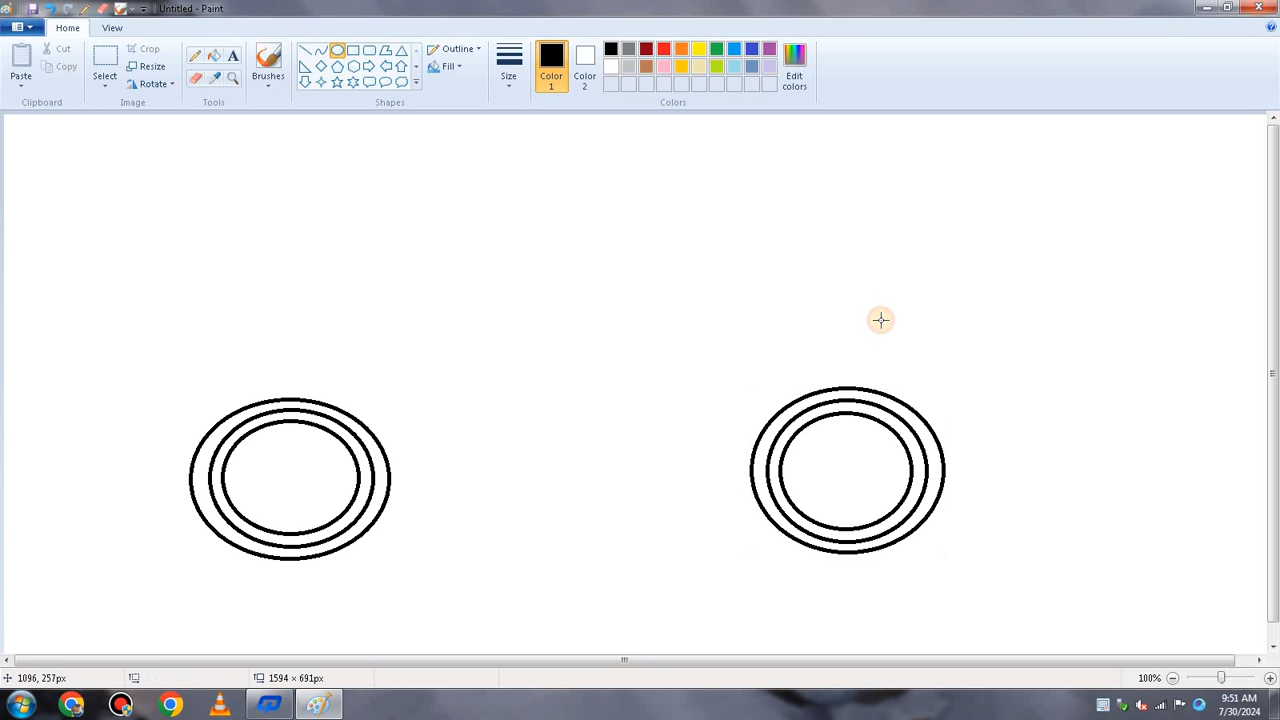 Untitled - Paint
Home View
Paste Cut Copy Select Crop Resize Rotate Brushes Outline Fill Size Color 1 Color 2 Edit colors
Clipboard Image Tools Shapes Colors
1096, 257px 1594 × 691px 100%
9:51 AM
7/30/2024